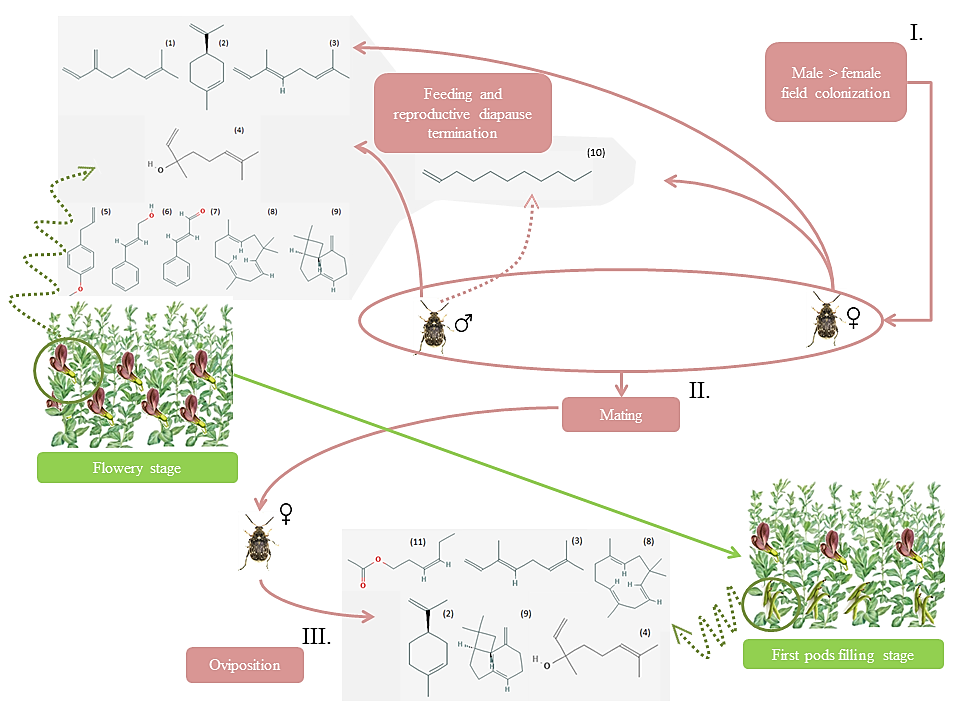 I.
(1)
(2)
(3)
Male > female
field colonization
Feeding and
reproductive diapause
termination
H
(4)
H
O
(10)
(5)
H
O
(6)
O
(7)
(8)
(9)
H
H
H
H
H
H
H
H
H
O
♂
♀
II.
Mating
Flowery stage
♀
(11)
O
O
H
H
(3)
H
(8)
H
H
H
III.
(2)
(9)
H
H
H
(4)
H
O
Oviposition
First pods filling stage